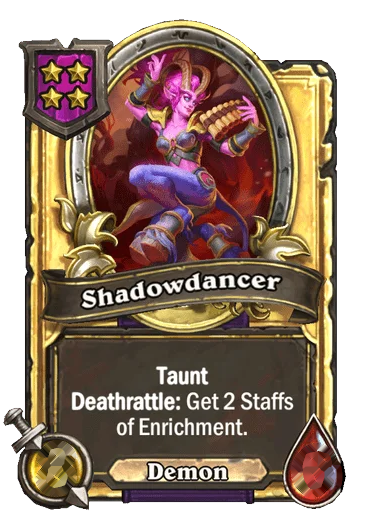 Shadowdancer
Taunt
Deathrattle: Get 2 Staffs
of Enrichment.
Demon